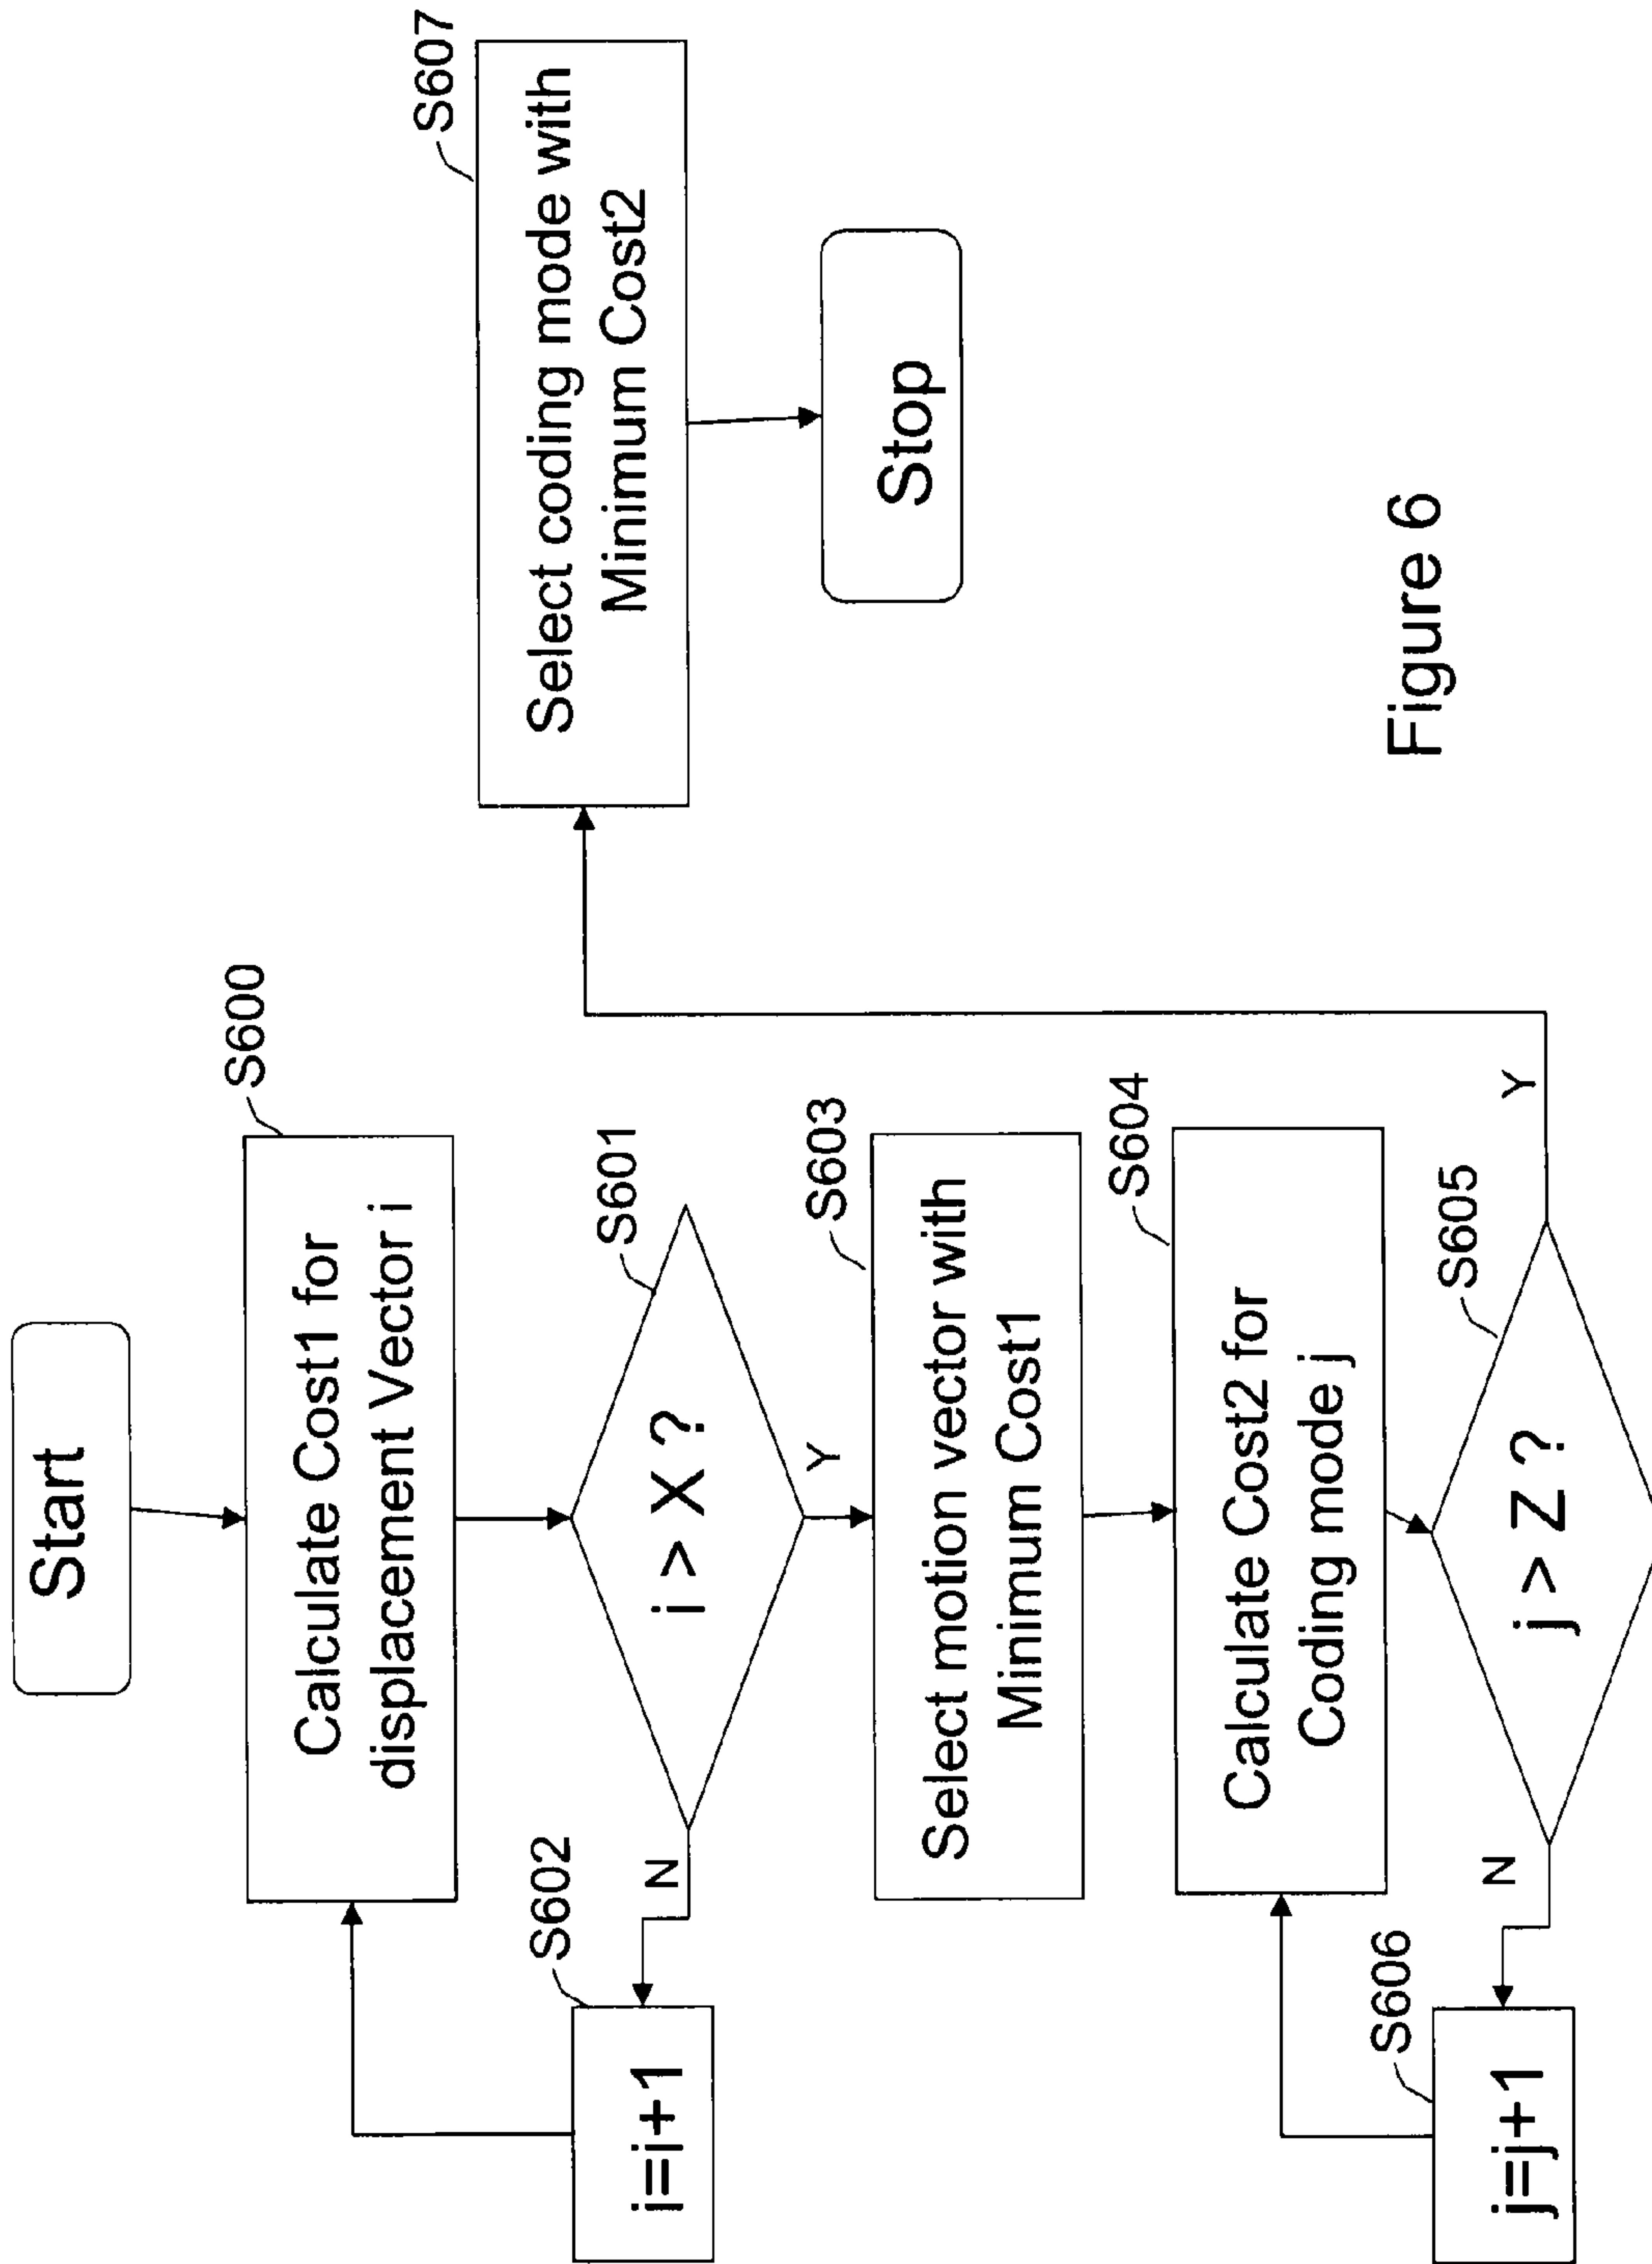 Start
S600
Calculate Cost1 for
displacement Vector i
S601
i > X ?
N
Y
S602
i=i+1
S603
Select motion vector with
Minimum Cost1
S604
Calculate Cost2 for
Coding mode j
S605
j > Z ?
N
Y
S606
j=j+1
S607
Select coding mode with
Minimum Cost2
Stop
Figure 6